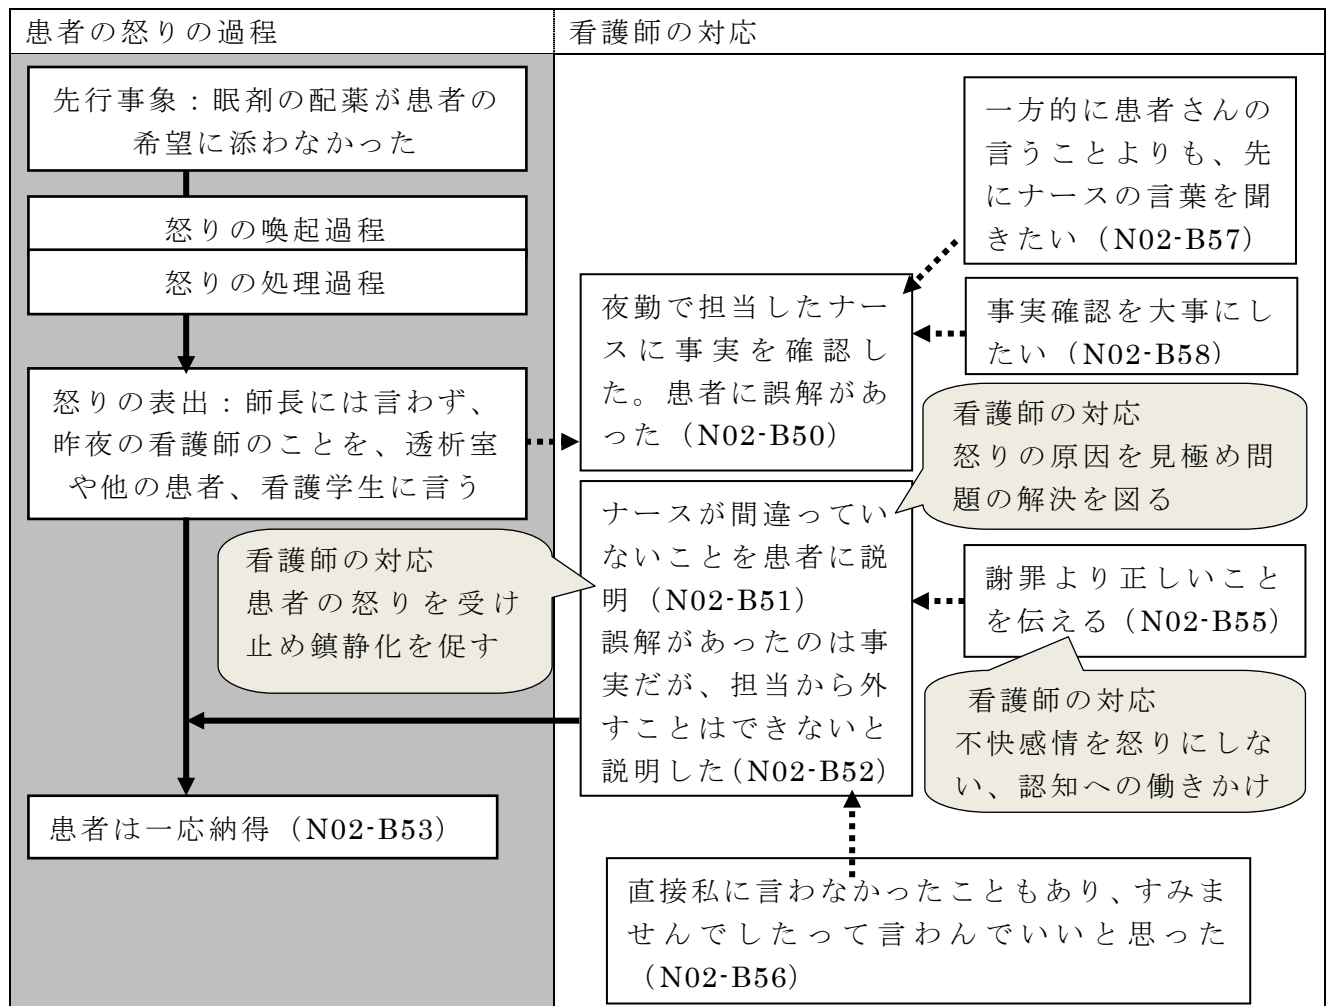 患者の怒りの過程
看護師の対応
先行事象：眠剤の配薬が患者の
希望に添わなかった
怒りの喚起過程
怒りの処理過程
怒りの表出：師長には言わず、
昨夜の看護師のことを、透析室
や他の患者、看護学生に言う
看護師の対応
患者の怒りを受け
止め鎮静化を促す
患者は一応納得（N02-B53）
一方的に患者さんの
言うことよりも、先
にナースの言葉を聞
きたい（N02-B57）
夜勤で担当したナー
スに事実を確認し
た。患者に誤解があ
った（N02-B50）
事実確認を大事にし
たい（N02-B58）
看護師の対応
怒りの原因を見極め問
題の解決を図る
ナースが間違ってい
ないことを患者に説
明（N02-B51）
誤解があったのは事
実だが、担当から外
すことはできないと
説明した（N02-B52）
謝罪より正しいこと
を伝える（N02-B55）
看護師の対応
不快感情を怒りにしな
い、認知への働きかけ
直接私に言わなかったこともあり、すみま
せんでしたって言わんでいいと思った
（N02-B56）